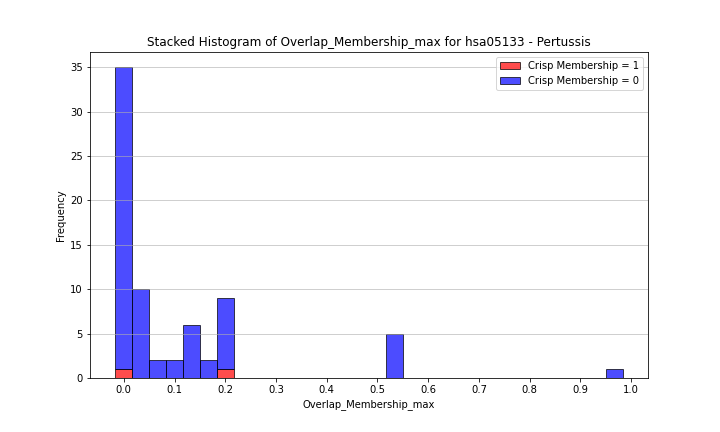 Stacked Histogram of Overlap_Membership_max for hsa05133 - Pertussis
Crisp Membership = 1
Crisp Membership = 0
Frequency
35
30
25
20
15
10
5
0
0.0 0.1 0.2 0.3 0.4 0.5 0.6 0.7 0.8 0.9 1.0
Overlap_Membership_max